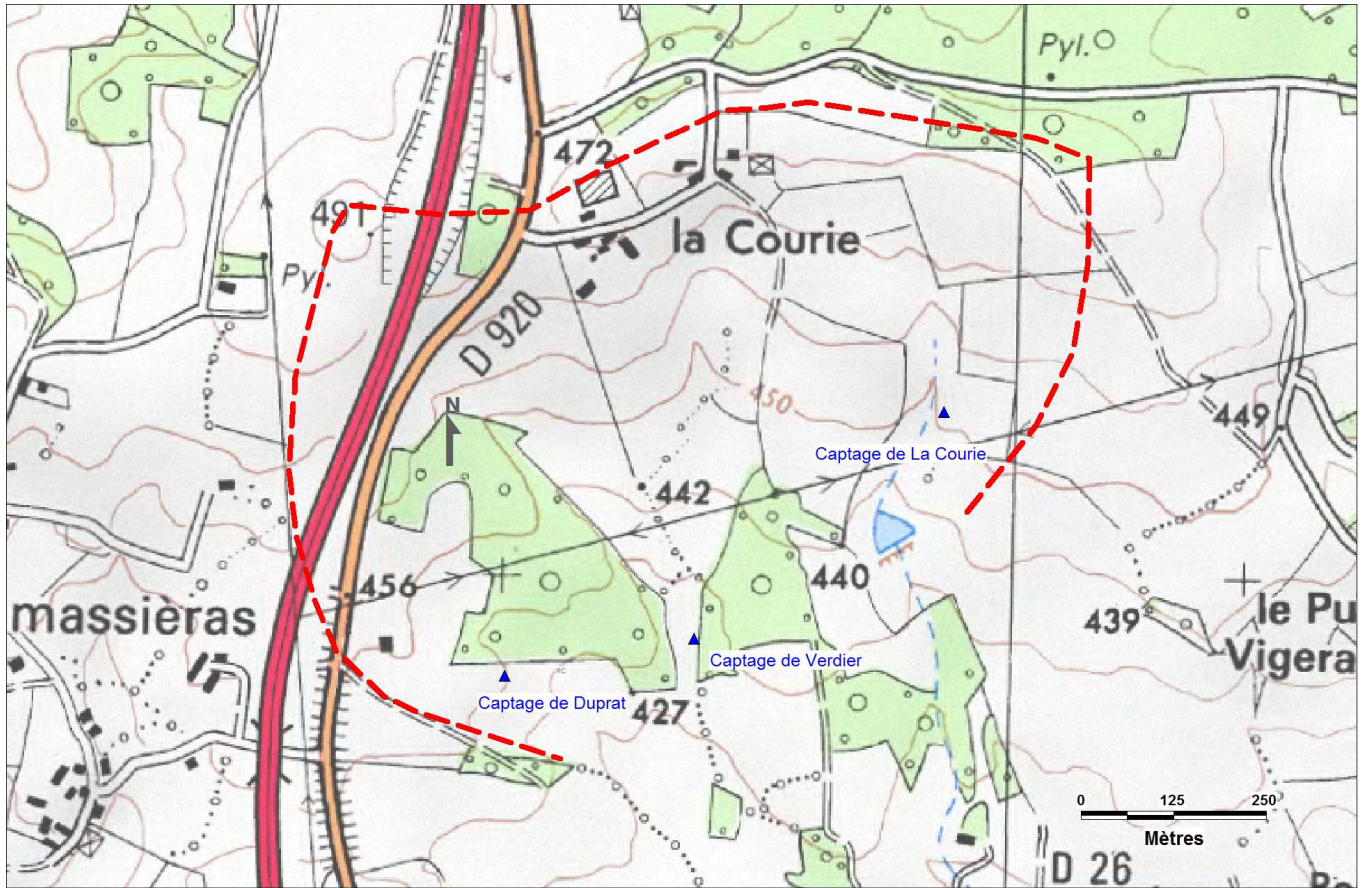 Pyl.
472
491
la Courie
Py.
D 920
N
450
449
Captage de La Courie
442
440
456
massièras
439
le Pu
Vigera
Captage de Verdier
Captage de Duprat
427
0 125 250
Mètres
D 26